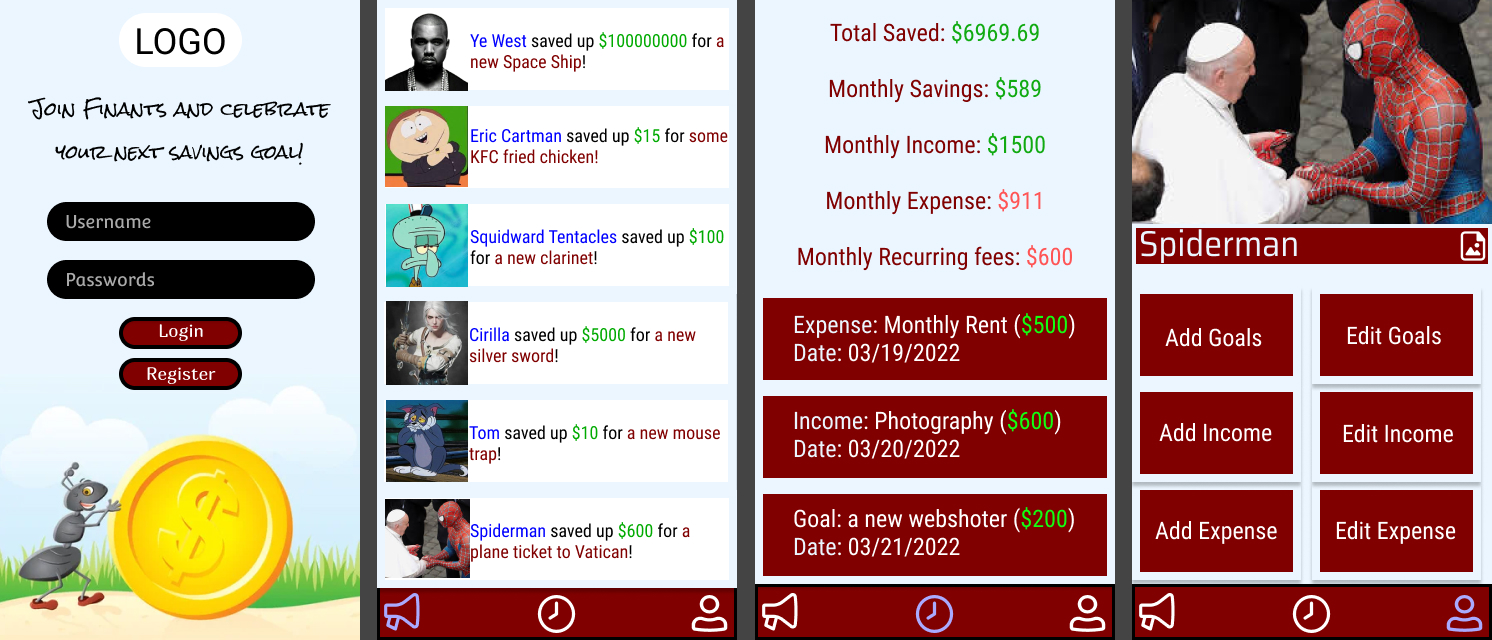 LOGO
Join Finants and celebrate
your next savings goal!
Username
Passwords
Login
Register
Ye West saved up $100000000 for a
new Space Ship!
Eric Cartman saved up $15 for some
KFC fried chicken!
Squidward Tentacles saved up $100
for a new clarinet!
Cirilla saved up $5000 for a new
silver sword!
Tom saved up $10 for a new mouse
trap!
Spiderman saved up $600 for a
plane ticket to Vatican!
Total Saved: $6969.69
Monthly Savings: $589
Monthly Income: $1500
Monthly Expense: $911
Monthly Recurring fees: $600
Expense: Monthly Rent ($500)
Date: 03/19/2022
Income: Photography ($600)
Date: 03/20/2022
Goal: a new webshoter ($200)
Date: 03/21/2022
Spiderman
Add Goals
Edit Goals
Add Income
Edit Income
Add Expense
Edit Expense